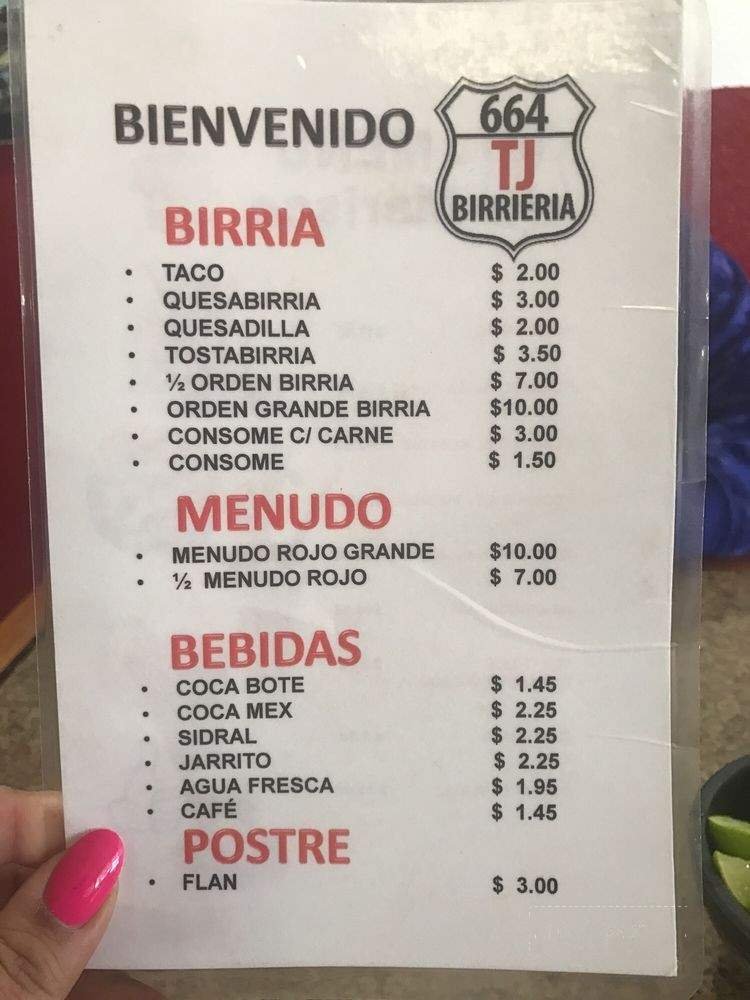 BIENVENIDO
664
TJ
BIRRIERIA
BIRRIA
• TACO $ 2.00
• QUESABIRRIA $ 3.00
• QUESADILLA $ 2.00
• TOSTABIRRIA $ 3.50
• ½ ORDEN BIRRIA $ 7.00
• ORDEN GRANDE BIRRIA $10.00
• CONSOME C/ CARNE $ 3.00
• CONSOME $ 1.50
MENUDO
• MENUDO ROJO GRANDE $10.00
• ½ MENUDO ROJO $ 7.00
BEBIDAS
• COCA BOTE $ 1.45
• COCA MEX $ 2.25
• SIDRAL $ 2.25
• JARRITO $ 2.25
• AGUA FRESCA $ 1.95
• CAFÉ $ 1.45
POSTRE
• FLAN $ 3.00